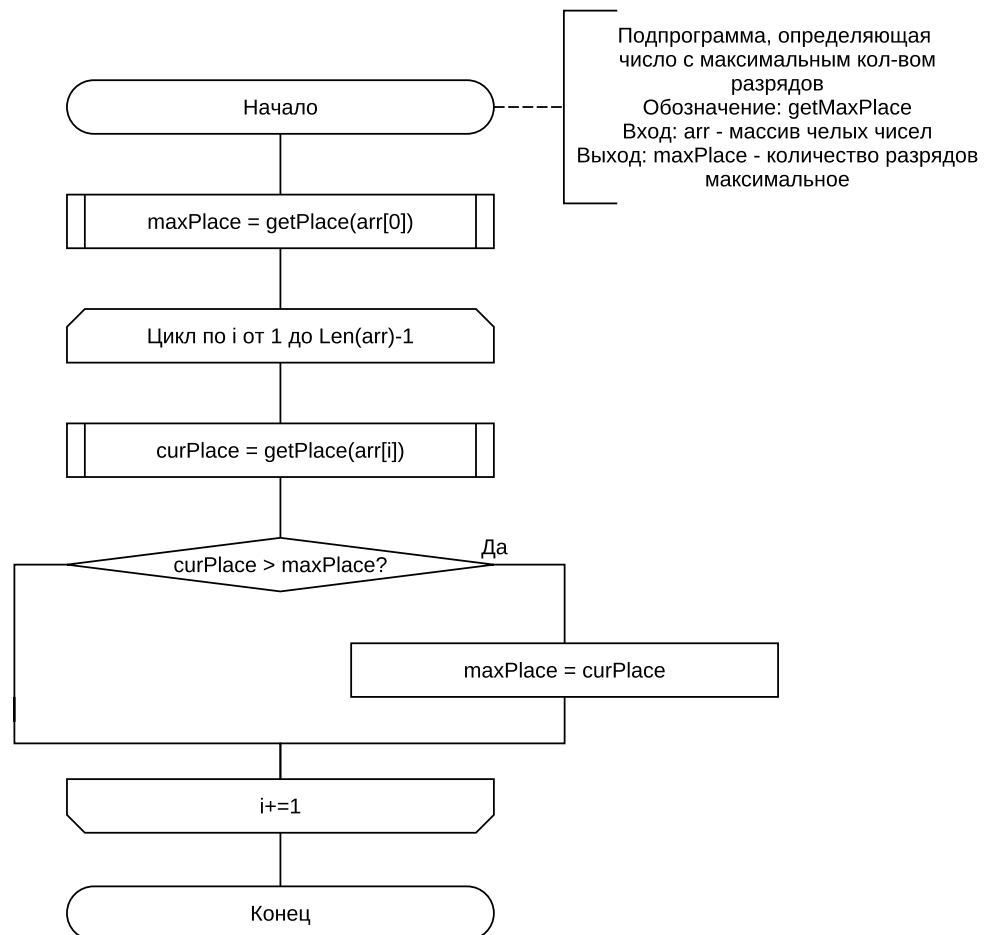 Подпрограмма, определяющая
число с максимальным кол-вом
разрядов
Обозначение: getMaxPlace
Вход: arr - массив челых чисел
Выход: maxPlace - количество разрядов
максимальное
Начало
maxPlace = getPlace(arr[0])
Цикл по i от 1 до Len(arr)-1
curPlace = getPlace(arr[i])
Да
curPlace > maxPlace?
maxPlace = curPlace
i+=1
Конец